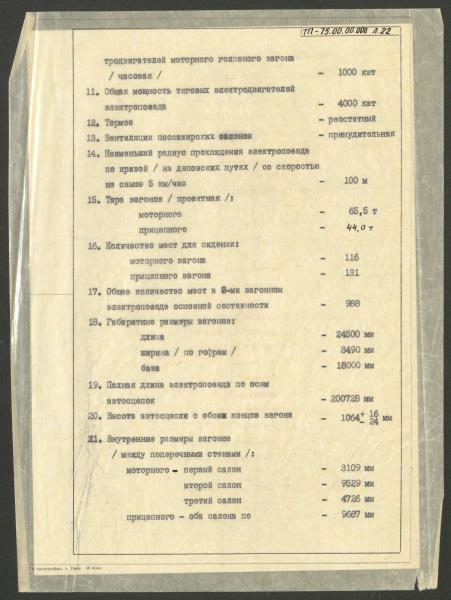 ТП-75.00.00.000 Л.22
тродвигателей моторного головного вагона
/ часовая / - 1000 квт
11. Общая мощность тяговых электродвигателей
электропоезда - 4000 квт
12. Тормоз - реостатный
13. Вентиляция пассажирских салонов - принудительная
14. Наименьший радиус прохождения электропоезда
по кривой / на деповских путях / со скоростью
не свыше 5 км/час - 100 м
15. Тара вагонов / проектная /:
моторного - 65,5 т
прицепного - 44,0 т
16. Количество мест для сидения:
моторного вагона - 116
прицепного вагона - 131
17. Общее количество мест в 8-ми вагонном
электропоезде основной составности - 988
18. Габаритные размеры вагонов:
длина - 24500 мм
ширина / по гофрам / - 3490 мм
база - 18000 мм
19. Полная длина электропоезда по осям
автосцепок - 200728 мм
20. Высота автосцепки с обоих концов вагона - 1064 + 16 - 24 мм
21. Внутренние размеры вагонов
/ между поперечными стенами /:
моторного - первый салон - 3109 мм
второй салон - 9529 мм
третий салон - 4726 мм
прицепного - оба салона по - 9687 мм